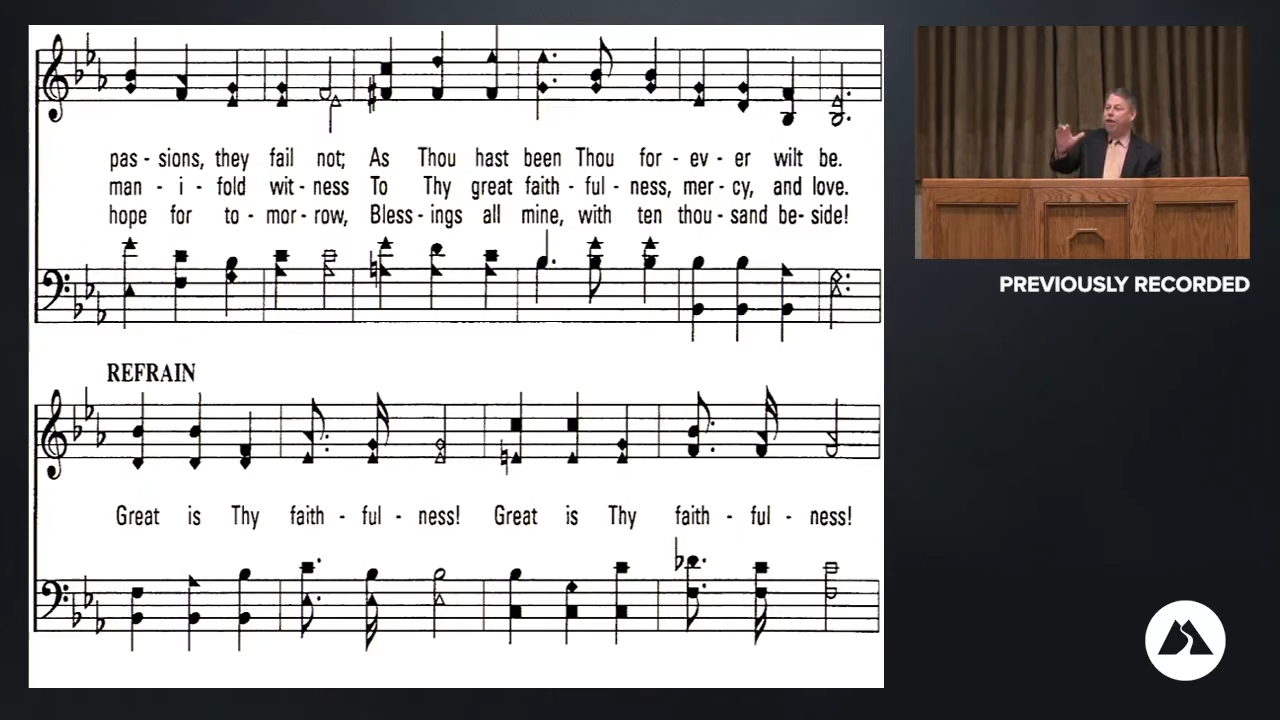 pas - sions, they fail not; As Thou hast been Thou for - ev - er wilt be.
man - i - fold wit - ness To Thy great faith - ful - ness, mer - cy, and love.
hope for to - mor - row, Bless - ings all mine, with ten thou - sand be - side!
PREVIOUSLY RECORDED
REFRAIN
Great is Thy faith - ful - ness! Great is Thy faith - ful - ness!